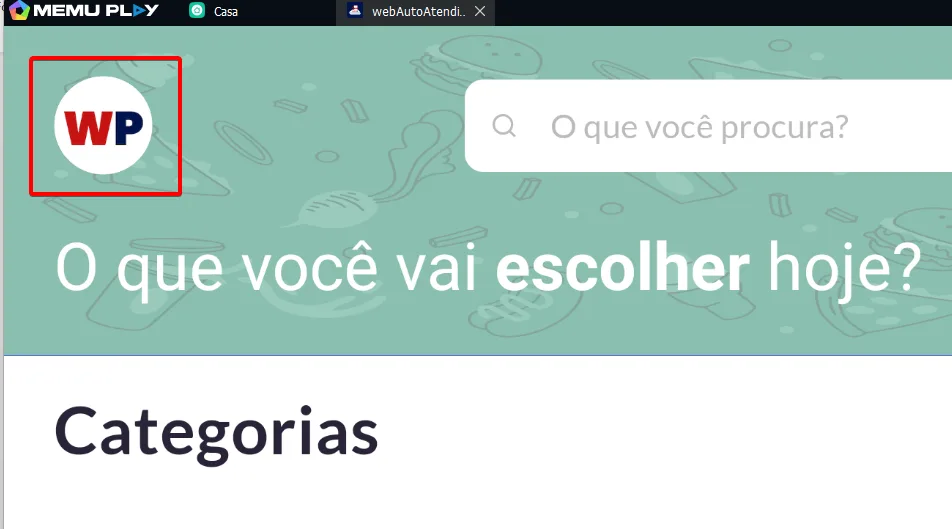 MEMU PLAY
Casa
webAutoAtendi..
WP
O que você procura?
O que você vai escolher hoje?
Categorias